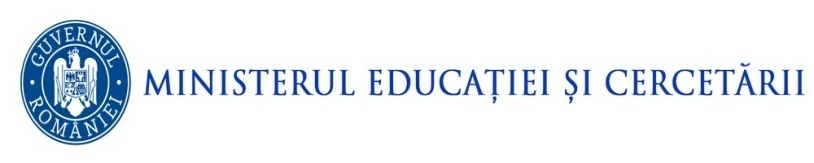 GUVERNUL
ROMÂNIEI
MINISTERUL EDUCAȚIEI ȘI CERCETĂRII